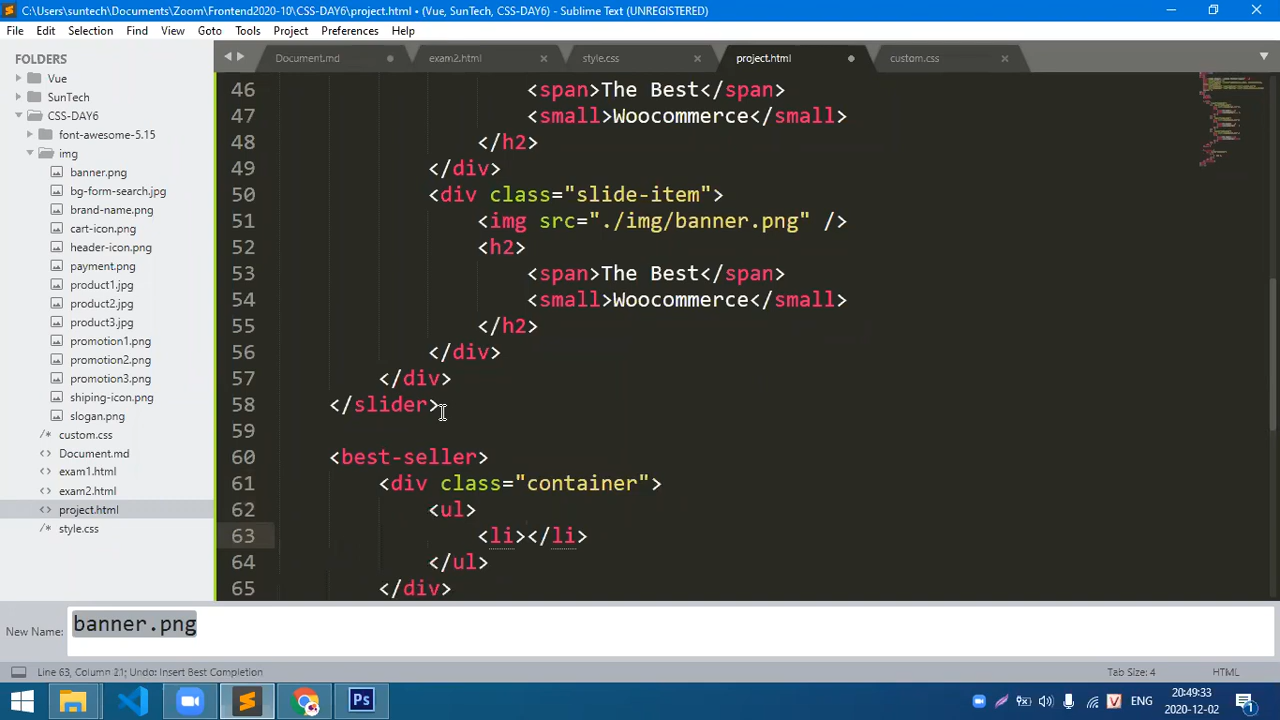 C:\Users\suntech\Documents\Zoom\Frontend2020-10\CSS-DAY6\project.html • (Vue, SunTech, CSS-DAY6) - Sublime Text (UNREGISTERED)
File Edit Selection Find View Goto Tools Project Preferences Help
FOLDERS
Vue
SunTech
CSS-DAY6
font-awesome-5.15
img
banner.png
bg-form-search.jpg
brand-name.png
cart-icon.png
header-icon.png
payment.png
product1.jpg
product2.jpg
product3.jpg
promotion1.png
promotion2.png
promotion3.png
shiping-icon.png
slogan.png
custom.css
Document.md
exam1.html
exam2.html
project.html
style.css
Document.md exam2.html style.css project.html custom.css
46 <span>The Best</span>
47 <small>Woocommerce</small>
48 </h2>
49 </div>
50 <div class="slide-item">
51 <img src="./img/banner.png" />
52 <h2>
53 <span>The Best</span>
54 <small>Woocommerce</small>
55 </h2>
56 </div>
57 </div>
58 </slider>
59
60 <best-seller>
61 <div class="container">
62 <ul>
63 <li></li>
64 </ul>
65 </div>
New Name: banner.png
Line 63, Column 21; Undo: Insert Best Completion Tab Size: 4 HTML
Ps
V ENG
20:49:33
2020-12-02
1